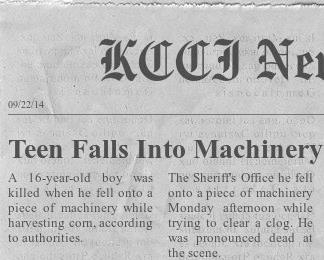 KCCI
09/22/14
Teen Falls Into Machinery
A 16-year-old boy was
killed when he fell onto a
piece of machinery while
harvesting corn, according
to authorities.
The Sheriff's Office he fell
onto a piece of machinery
Monday afternoon while
trying to clear a clog. He
was pronounced dead at
the scene.